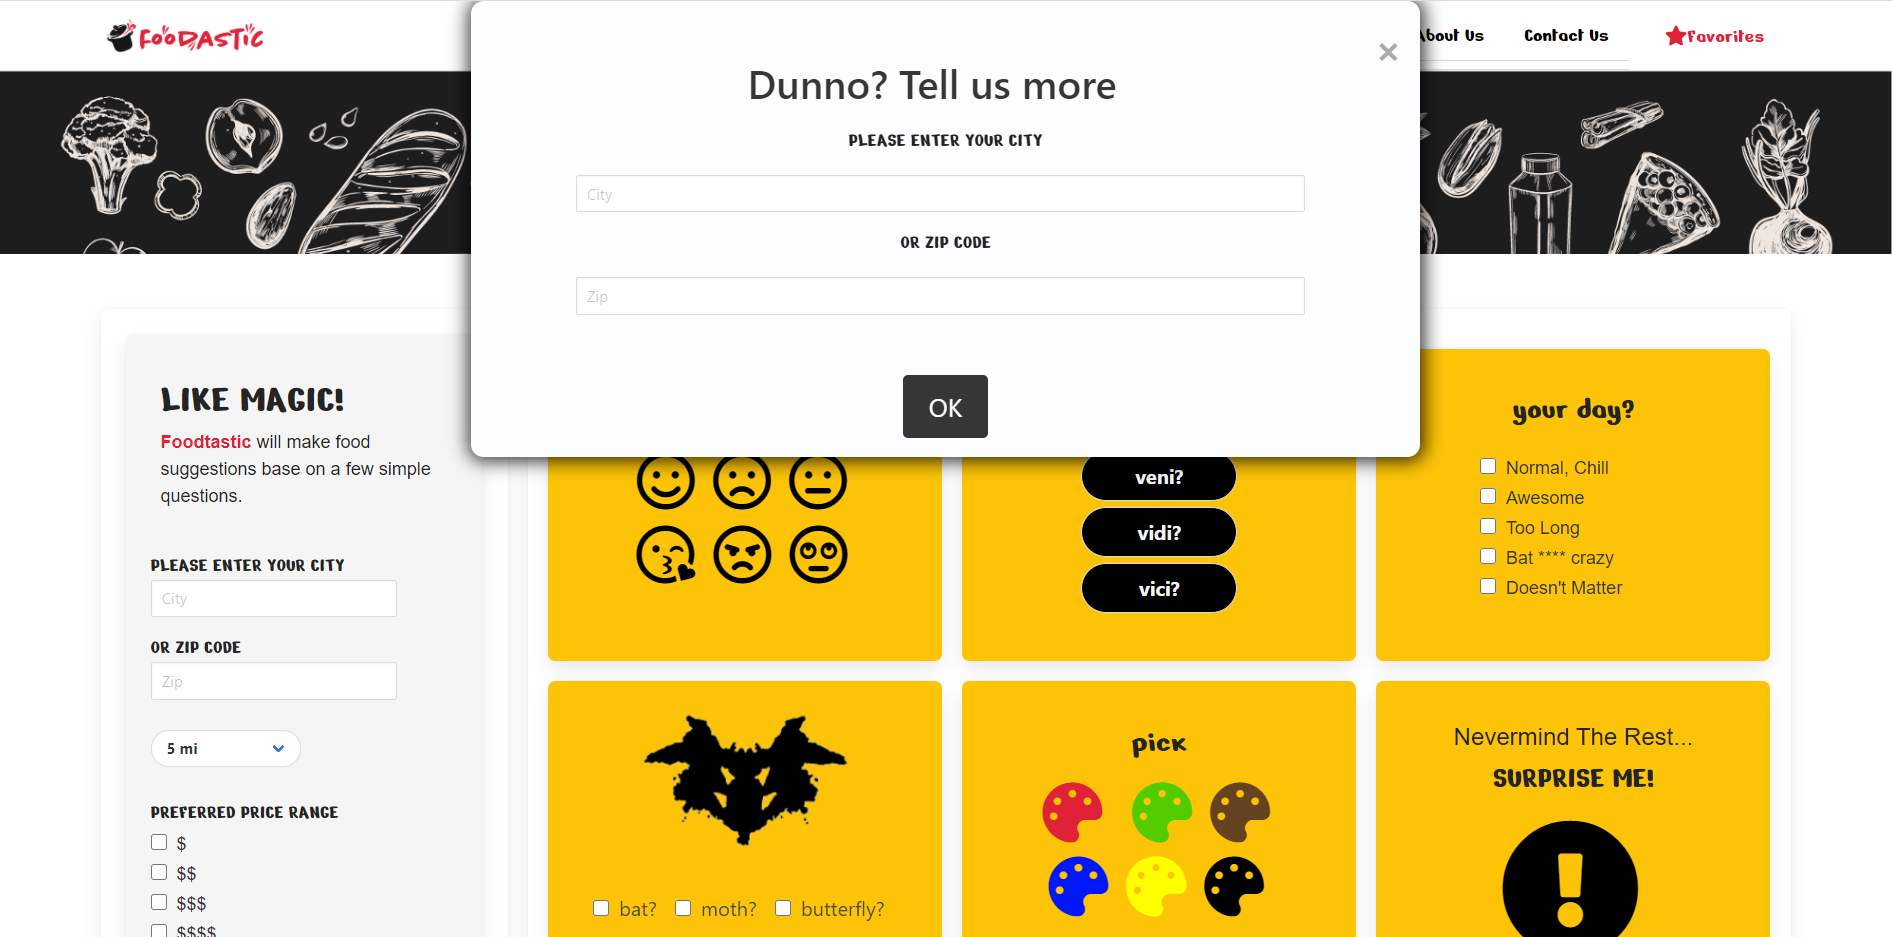 FOODASTIC
About Us
Contact Us
Favorites
×
Dunno? Tell us more
PLEASE ENTER YOUR CITY
City
OR ZIP CODE
Zip
OK
LIKE MAGIC!
Foodtastic will make food
suggestions base on a few simple
questions.
PLEASE ENTER YOUR CITY
City
OR ZIP CODE
Zip
5 mi
PREFERRED PRICE RANGE
$
$$
$$$
$$$$
veni?
vidi?
vici?
your day?
Normal, Chill
Awesome
Too Long
Bat **** crazy
Doesn't Matter
bat?
moth?
butterfly?
pick
Nevermind The Rest...
SURPRISE ME!